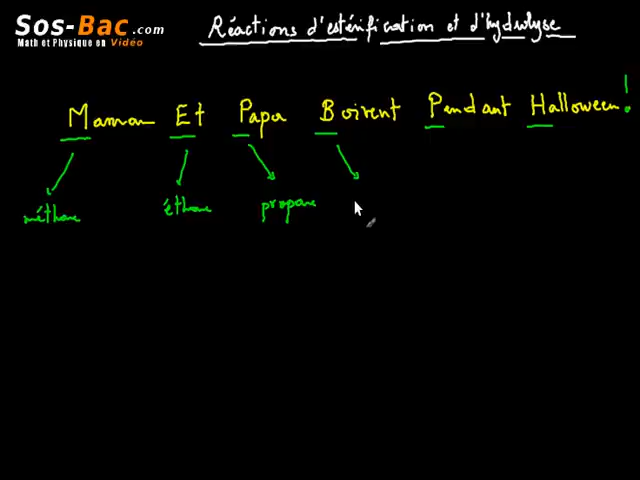 Sos-Bac.com
Math et Physique en Vidéo
Réactions d'estérification et d'hydrolyse
Maman Et Papa Boivent Pendant Halloween!
méthane éthane propane